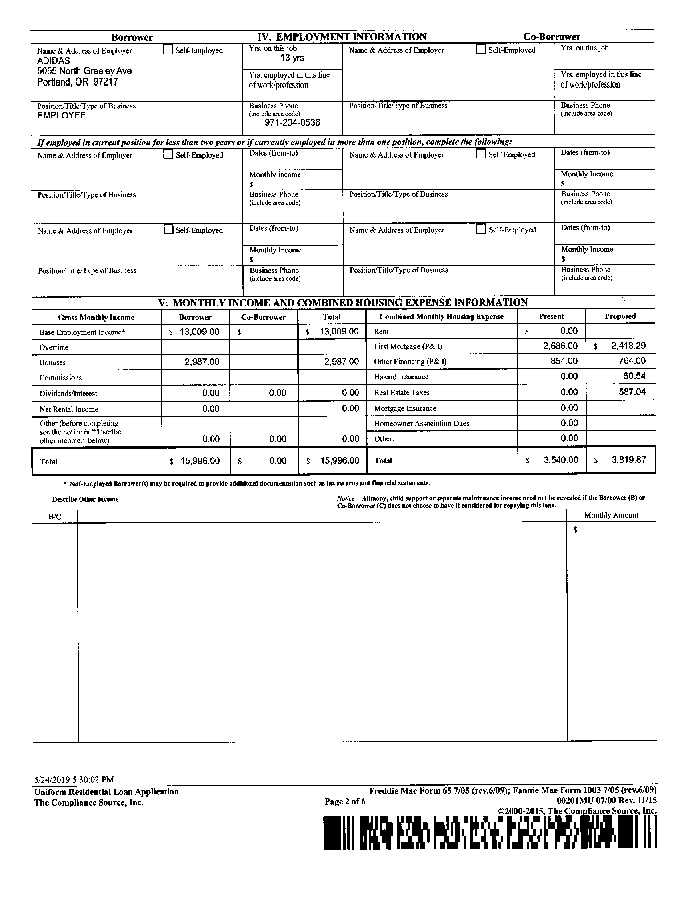 Borrower IV. EMPLOYMENT INFORMATION Co-Borrower
Name & Address of Employer Self-Employed Yrs. on this job Name & Address of Employer Self-Employed Yrs. on this job
ADIDAS 13 yrs
5055 North Greeley Ave
Portland, OR 97217
Yrs. employed in this line of work/profession Yrs. employed in this line of work/profession
Position/Title/Type of Business Business Phone (include area code) Position/Title/Type of Business Business Phone (include area code)
EMPLOYEE 971-234-0536
If employed in current position for less than two years or if currently employed in more than one position, complete the following:
Name & Address of Employer Self-Employed Dates (from-to) Name & Address of Employer Self-Employed Dates (from-to)
Monthly Income Monthly Income
$ $
Position/Title/Type of Business Business Phone Position/Title/Type of Business Business Phone
(include area code) (include area code)
Name & Address of Employer Self-Employed Dates (from-to) Name & Address of Employer Self-Employed Dates (from-to)
Monthly Income Monthly Income
$ $
Position/Title/Type of Business Business Phone Position/Title/Type of Business Business Phone
(include area code) (include area code)
V. MONTHLY INCOME AND COMBINED HOUSING EXPENSE INFORMATION
Gross Monthly Income Borrower Co-Borrower Total Combined Monthly Housing Expense Present Proposed
Base Employment Income* $ 13,009.00 $ $ 13,009.00 Rent $ 0.00
Overtime First Mortgage (P&I) 2,686.00 $ 2,418.29
Bonuses 2,987.00 2,987.00 Other Financing (P&I) 854.00 764.00
Commissions Hazard Insurance 0.00 50.54
Dividends/Interest 0.00 0.00 0.00 Real Estate Taxes 0.00 587.04
Net Rental Income 0.00 0.00 Mortgage Insurance 0.00
Other (before completing Homeowner Association Dues 0.00
see the notice in "Describe
other income" below) 0.00 0.00 0.00 Other: 0.00
Total $ 15,996.00 $ 0.00 $ 15,996.00 Total $ 3,540.00 $ 3,819.87
* Self-Employed Borrower(s) may be required to provide additional documentation such as tax returns and financial statements.
Describe Other Income Notice: Alimony, child support or separate maintenance income need not be revealed if the Borrower (B) or
Co-Borrower (C) does not choose to have it considered for repaying this loan.
B/C Monthly Amount
$
5/24/2019 5:30:02 PM
Uniform Residential Loan Application Freddie Mac Form 65 7/05 (rev.6/09); Fannie Mae Form 1003 7/05 (rev.6/09)
The Compliance Source, Inc. Page 2 of 6 00201MU 07/00 Rev. 11/15
©2000-2015, The Compliance Source, Inc.